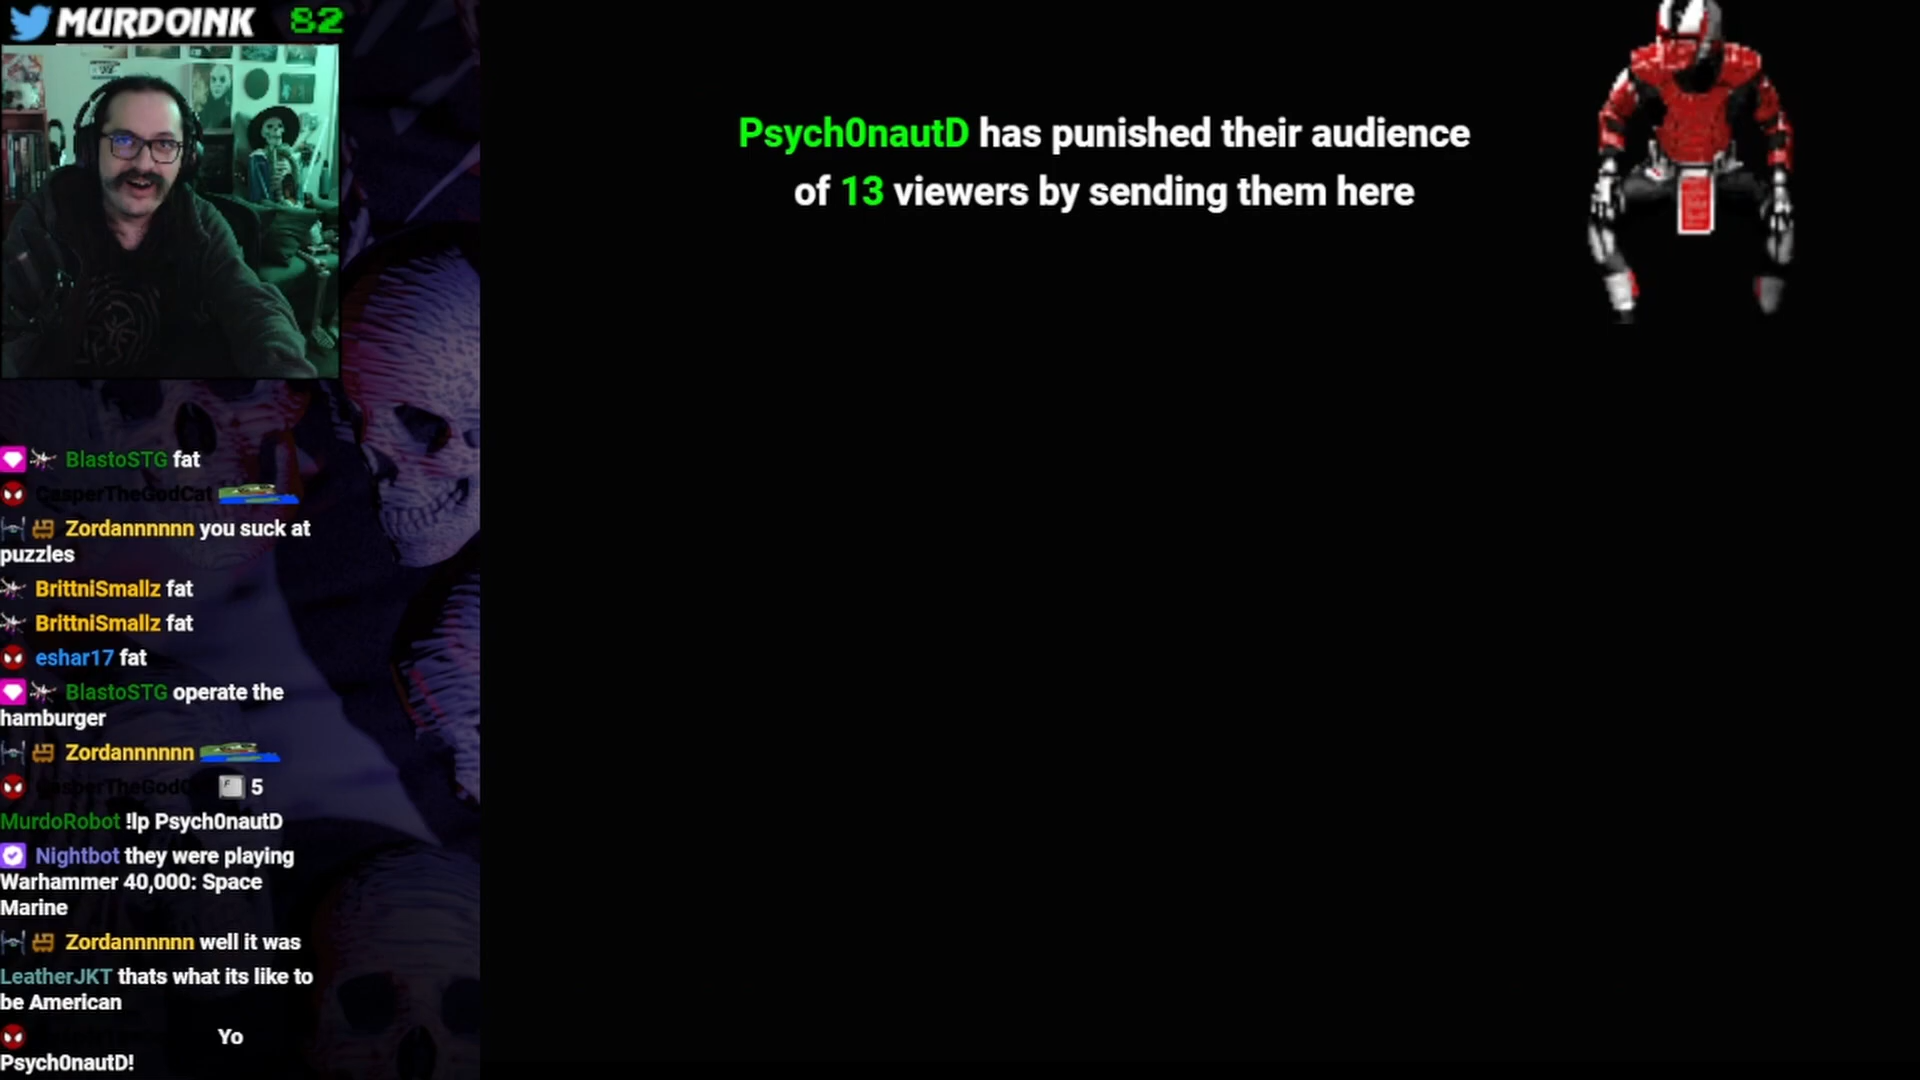 MURDOINK 82
PsychOnautD has punished their audience
of 13 viewers by sending them here
BlastoSTG fat
CasperTheGodCat
Zordannnnnn you suck at
puzzles
BrittniSmallz fat
BrittniSmallz fat
eshar17 fat
BlastoSTG operate the
hamburger
Zordannnnnn
F 5
MurdoRobot !lp Psych0nautD
Nightbot they were playing
Warhammer 40,000: Space
Marine
Zordannnnnn well it was
LeatherJKT thats what its like to
be American
Yo
Psych0nautD!